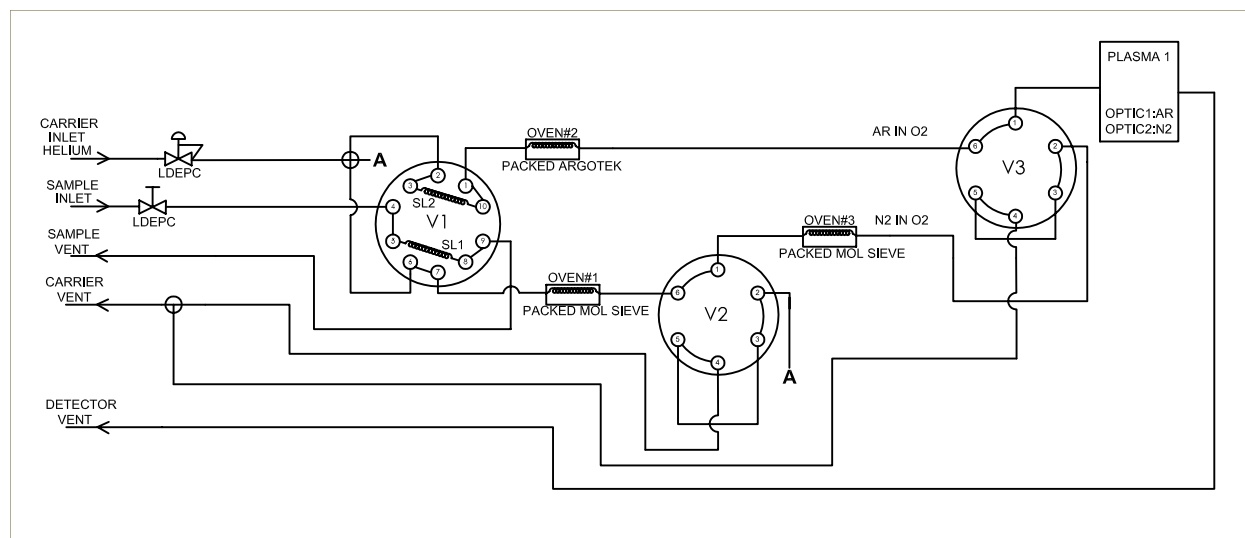 CARRIER
INLET
HELIUM
LDEPC
A
SAMPLE
INLET
LDEPC
SAMPLE
VENT
CARRIER
VENT
DETECTOR
VENT
V1
1
2
3
4
5
6
7
8
9
10
SL2
SL1
OVEN#2
PACKED ARGOTEK
AR IN O2
OVEN#1
PACKED MOL SIEVE
V2
1
2
3
4
5
6
A
OVEN#3
PACKED MOL SIEVE
N2 IN O2
V3
1
2
3
4
5
6
PLASMA 1
OPTIC1:AR
OPTIC2:N2